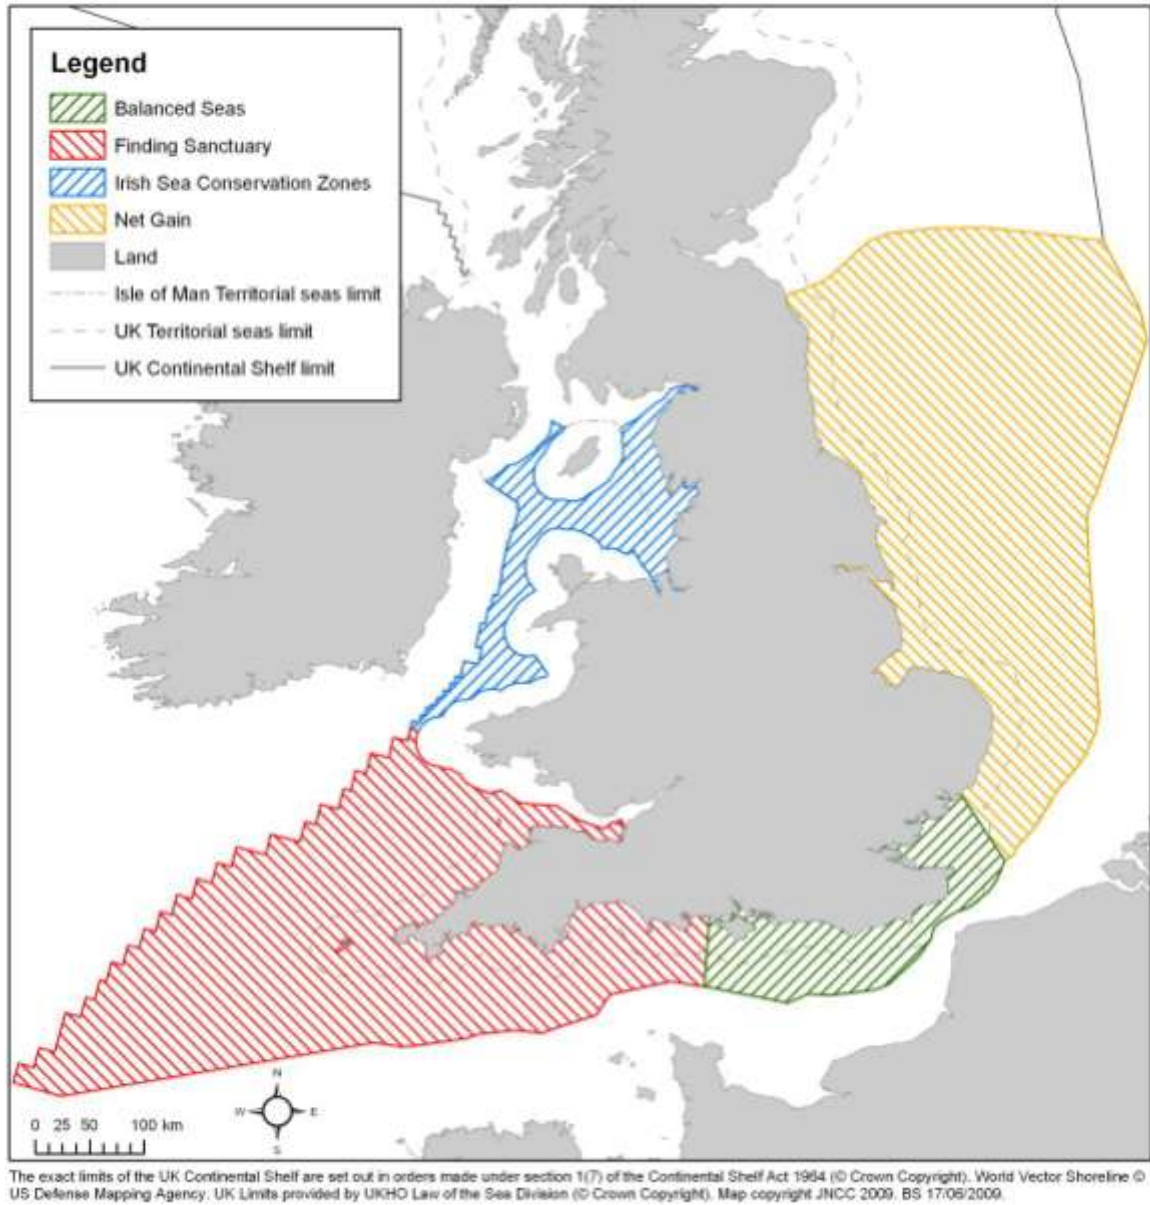 Legend
Balanced Seas
Finding Sanctuary
Irish Sea Conservation Zones
Net Gain
Land
Isle of Man Territorial seas limit
UK Territorial seas limit
UK Continental Shelf limit
N
W E
S
0 25 50 100 km
The exact limits of the UK Continental Shelf are set out in orders made under section 1(7) of the Continental Shelf Act 1964 (© Crown Copyright). World Vector Shoreline ©
US Defense Mapping Agency. UK Limits provided by UKHO Law of the Sea Division (© Crown Copyright). Map copyright JNCC 2009. BS 17/06/2009.